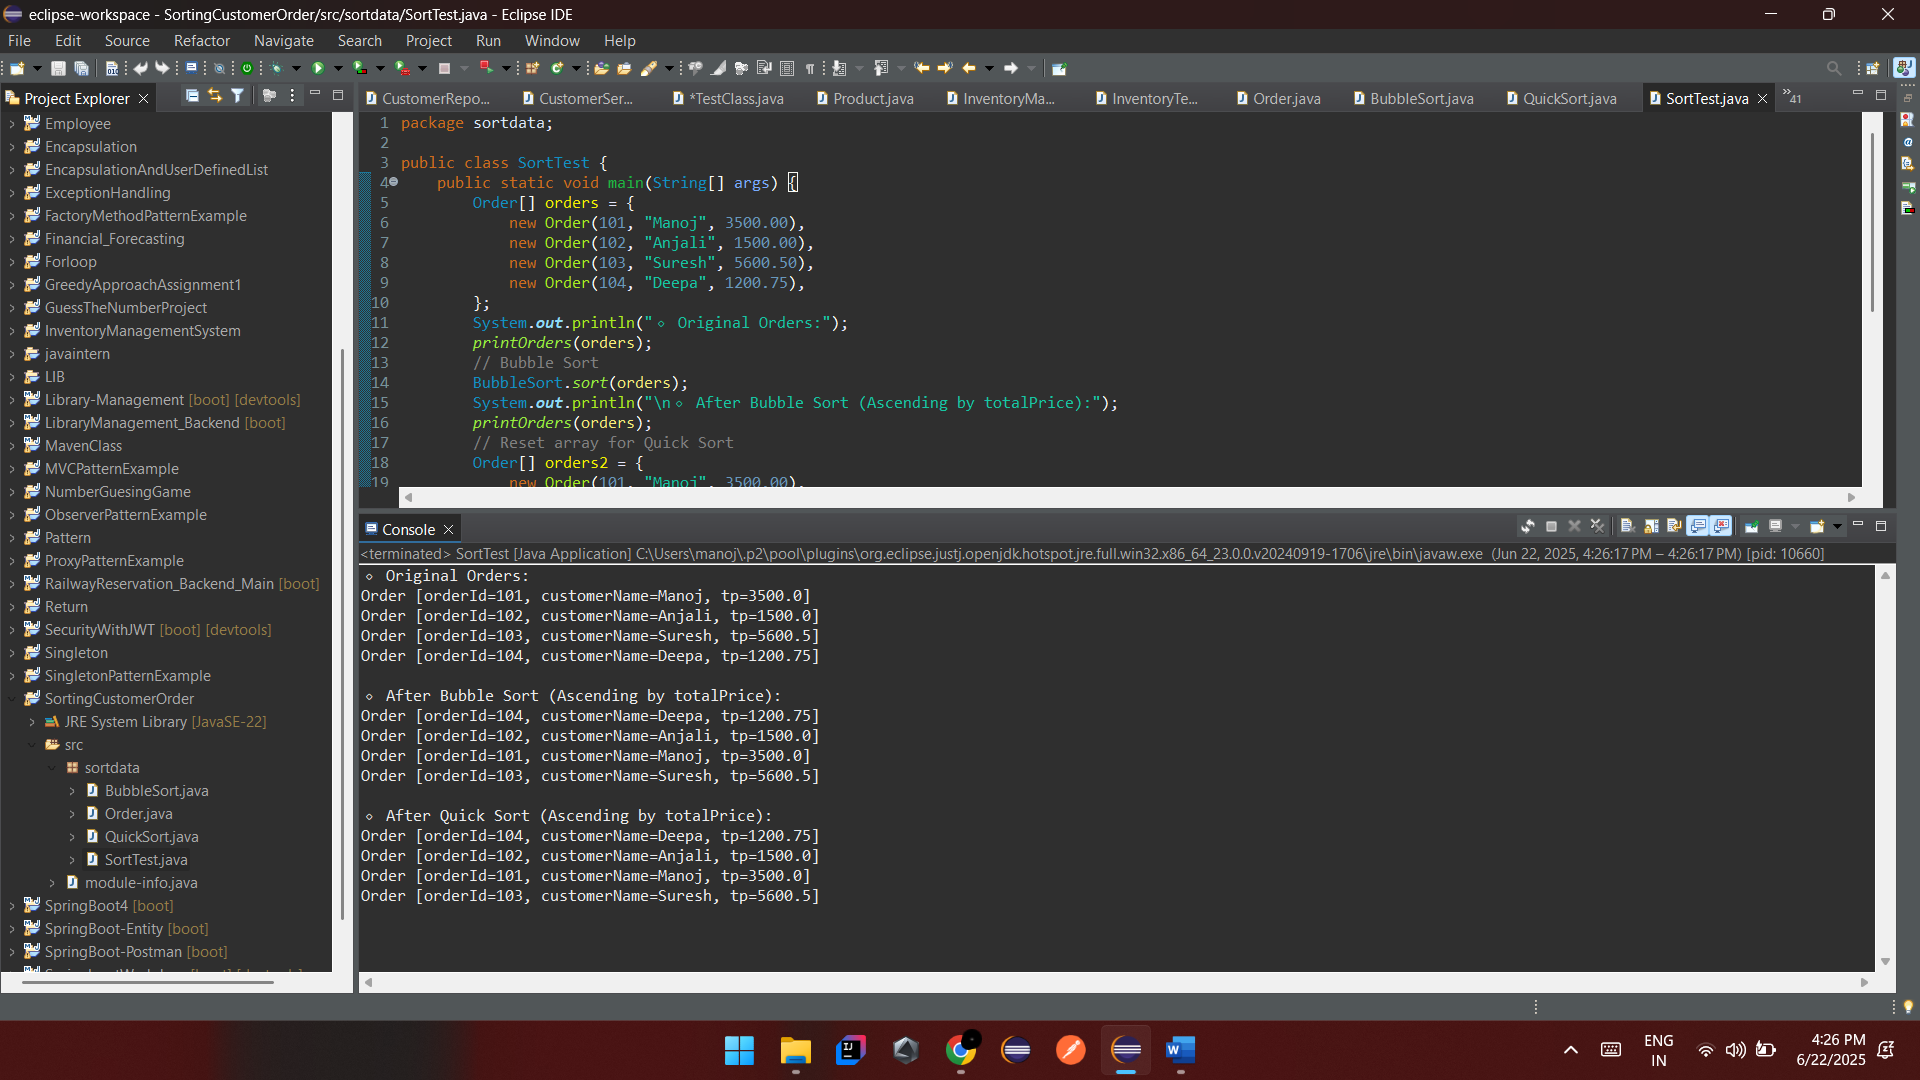 eclipse-workspace - SortingCustomerOrder/src/sortdata/SortTest.java - Eclipse IDE
File Edit Source Refactor Navigate Search Project Run Window Help
Project Explorer
Employee
Encapsulation
EncapsulationAndUserDefinedList
ExceptionHandling
FactoryMethodPatternExample
Financial_Forecasting
Forloop
GreedyApproachAssignment1
GuessTheNumberProject
InventoryManagementSystem
javaintern
LIB
Library-Management [boot] [devtools]
LibraryManagement_Backend [boot]
MavenClass
MVCPatternExample
NumberGuesingGame
ObserverPatternExample
Pattern
ProxyPatternExample
RailwayReservation_Backend_Main [boot]
Return
SecurityWithJWT [boot] [devtools]
Singleton
SingletonPatternExample
SortingCustomerOrder
JRE System Library [JavaSE-22]
src
sortdata
BubbleSort.java
Order.java
QuickSort.java
SortTest.java
module-info.java
SpringBoot4 [boot]
SpringBoot-Entity [boot]
SpringBoot-Postman [boot]
CustomerRepo... CustomerSer... *TestClass.java Product.java InventoryMa... InventoryTe... Order.java BubbleSort.java QuickSort.java SortTest.java »41
1 package sortdata;
2
3 public class SortTest {
4 public static void main(String[] args) {
5 Order[] orders = {
6 new Order(101, "Manoj", 3500.00),
7 new Order(102, "Anjali", 1500.00),
8 new Order(103, "Suresh", 5600.50),
9 new Order(104, "Deepa", 1200.75),
10 };
11 System.out.println("⋄ Original Orders:");
12 printOrders(orders);
13 // Bubble Sort
14 BubbleSort.sort(orders);
15 System.out.println("\n⋄ After Bubble Sort (Ascending by totalPrice):");
16 printOrders(orders);
17 // Reset array for Quick Sort
18 Order[] orders2 = {
19 new Order(101, "Manoj", 3500.00),
Console
<terminated> SortTest [Java Application] C:\Users\manoj\.p2\pool\plugins\org.eclipse.justj.openjdk.hotspot.jre.full.win32.x86_64_23.0.0.v20240919-1706\jre\bin\javaw.exe (Jun 22, 2025, 4:26:17 PM – 4:26:17 PM) [pid: 10660]
⋄ Original Orders:
Order [orderId=101, customerName=Manoj, tp=3500.0]
Order [orderId=102, customerName=Anjali, tp=1500.0]
Order [orderId=103, customerName=Suresh, tp=5600.5]
Order [orderId=104, customerName=Deepa, tp=1200.75]

⋄ After Bubble Sort (Ascending by totalPrice):
Order [orderId=104, customerName=Deepa, tp=1200.75]
Order [orderId=102, customerName=Anjali, tp=1500.0]
Order [orderId=101, customerName=Manoj, tp=3500.0]
Order [orderId=103, customerName=Suresh, tp=5600.5]

⋄ After Quick Sort (Ascending by totalPrice):
Order [orderId=104, customerName=Deepa, tp=1200.75]
Order [orderId=102, customerName=Anjali, tp=1500.0]
Order [orderId=101, customerName=Manoj, tp=3500.0]
Order [orderId=103, customerName=Suresh, tp=5600.5]
ENG
IN
4:26 PM
6/22/2025